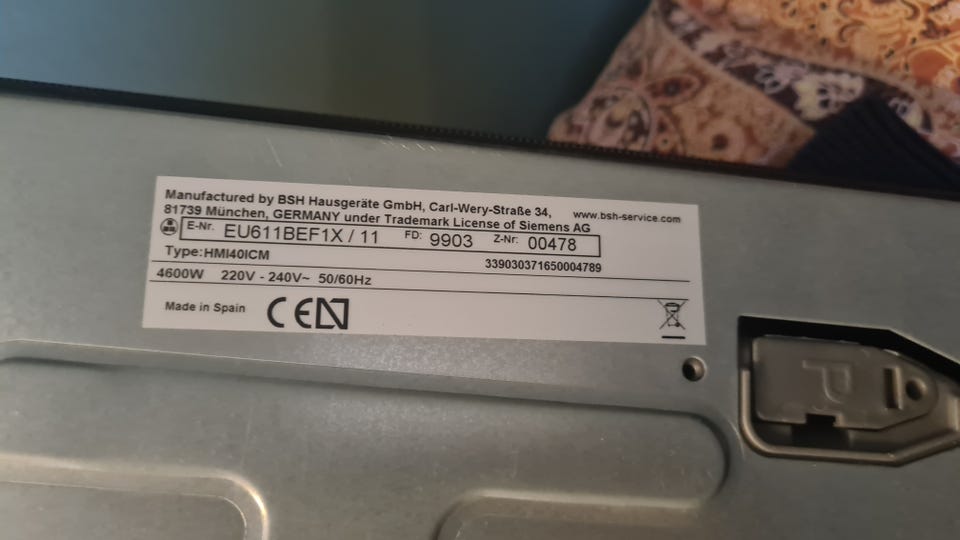 Manufactured by BSH Hausgeräte GmbH, Carl-Wery-Straße 34, www.bsh-service.com
81739 München, GERMANY under Trademark License of Siemens AG
E-Nr. EU611BEF1X / 11 FD: 9903 Z-Nr: 00478
Type:HMI40ICM 339030371650004789
4600W 220V - 240V~ 50/60Hz
Made in Spain CE N
P